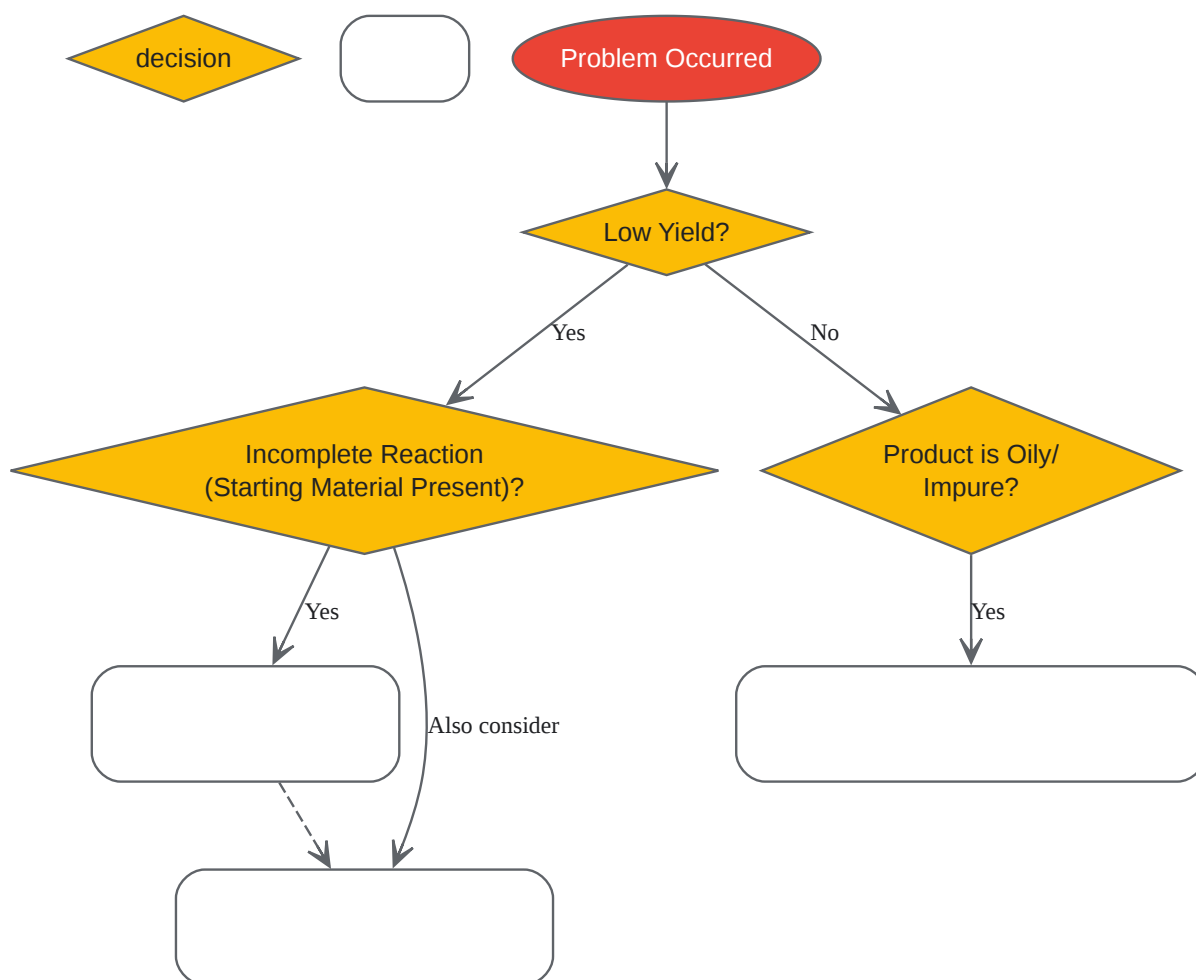 decision
Problem Occurred
Low Yield?
Yes
No
Incomplete Reaction
(Starting Material Present)?
Product is Oily/
Impure?
Yes
Yes
Also consider